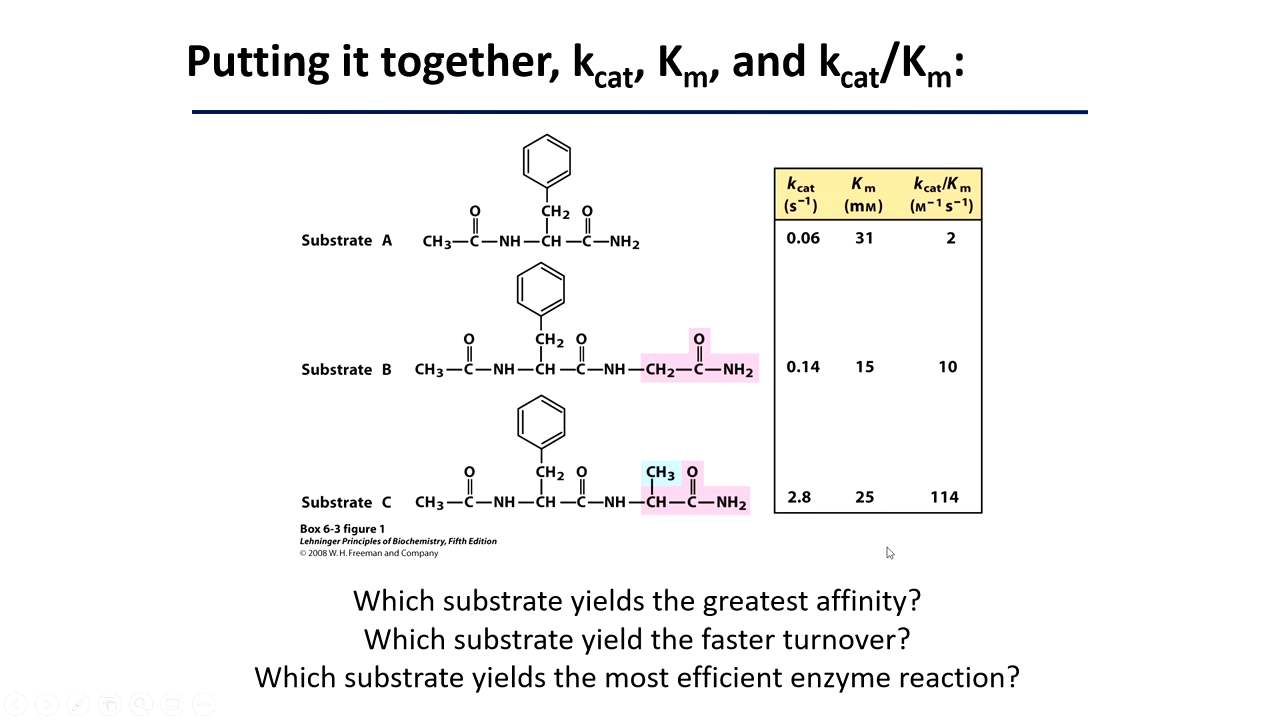 Putting it together, kcat, Km, and kcat/Km:
kcat Km kcat/Km
(s⁻¹) (mM) (M⁻¹ s⁻¹)
CH2 O
O
Substrate A CH3—C—NH—CH—C—NH2
0.06 31 2
O CH2 O O
Substrate B CH3—C—NH—CH—C—NH—CH2—C—NH2
0.14 15 10
O CH2 O CH3 O
Substrate C CH3—C—NH—CH—C—NH—CH—C—NH2
2.8 25 114
Box 6-3 figure 1
Lehninger Principles of Biochemistry, Fifth Edition
© 2008 W. H. Freeman and Company
Which substrate yields the greatest affinity?
Which substrate yield the faster turnover?
Which substrate yields the most efficient enzyme reaction?